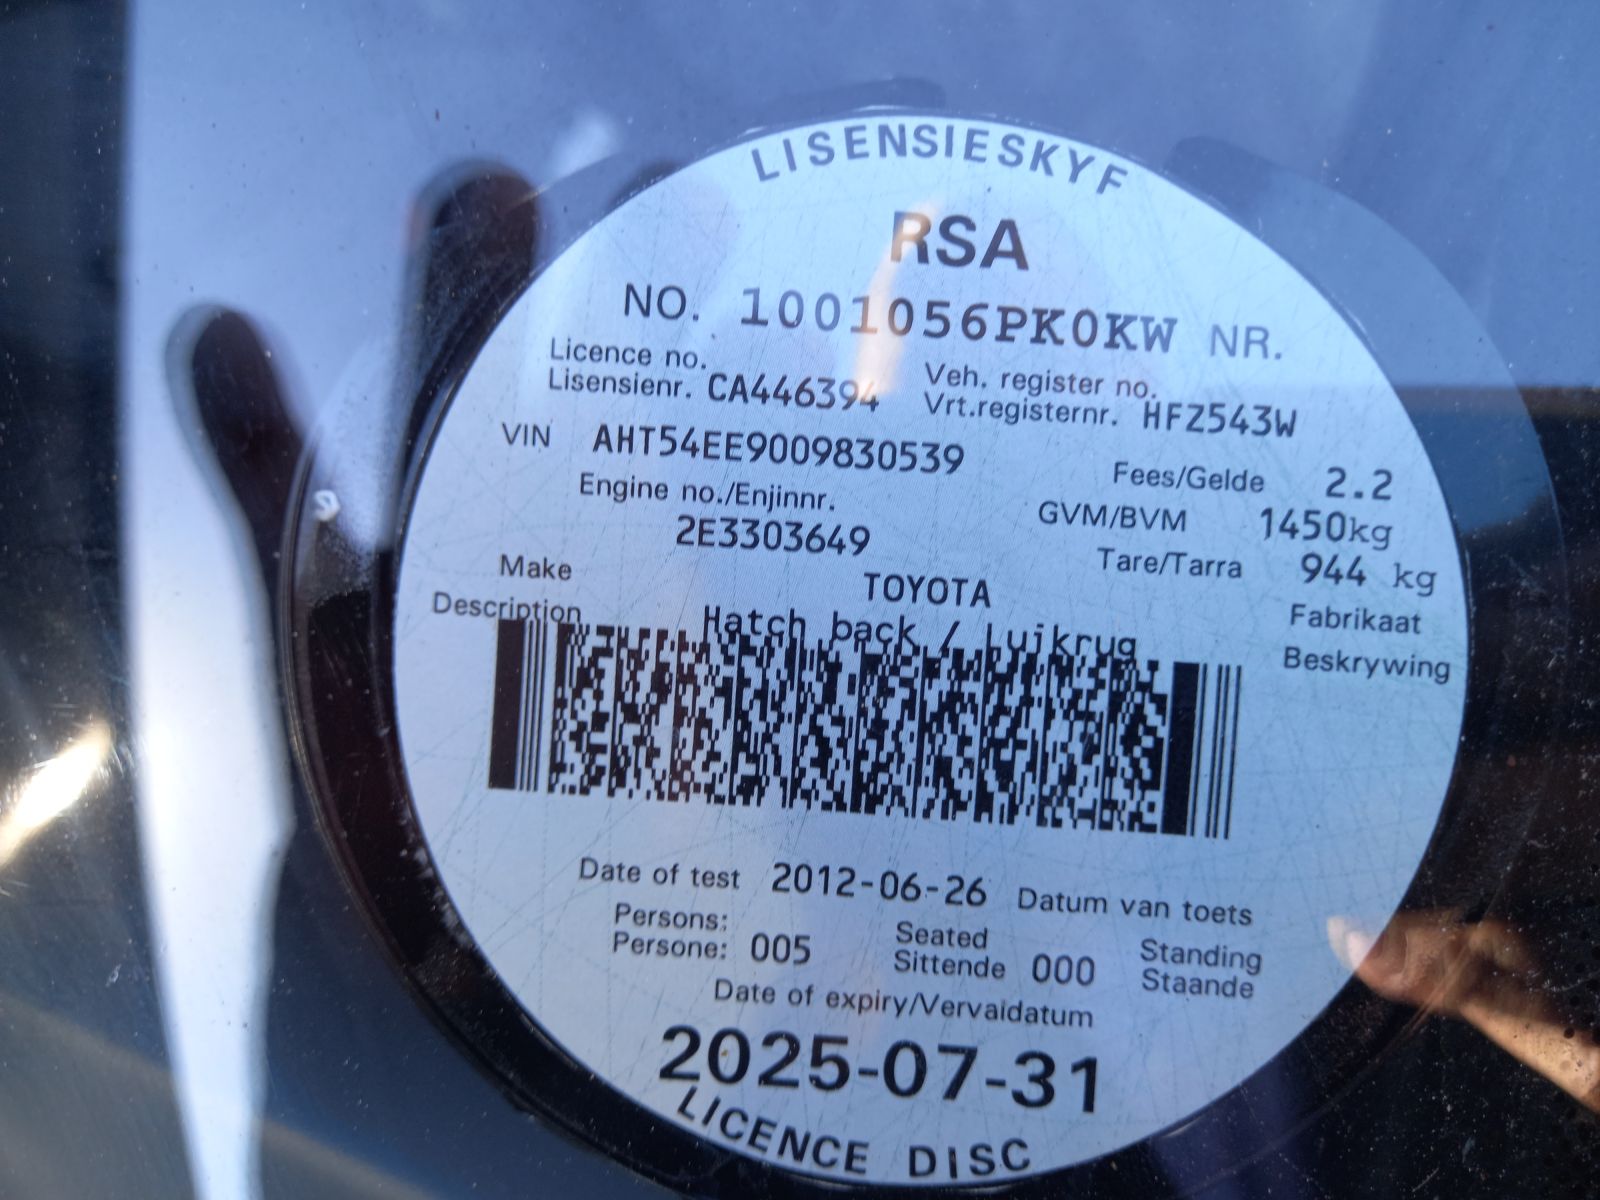 LISENSIESKYF
RSA
NO. 1001056PK0KW NR.
Licence no.
Lisensienr. CA446394
Veh. register no.
Vrt.registernr. HFZ543W
VIN AHT54EE9009830539
Fees/Gelde 2.2
Engine no./Enjinnr.
2E3303649
GVM/BVM 1450kg
Tare/Tarra 944 kg
Make TOYOTA Fabrikaat
Description Hatch back / Luikrug Beskrywing
Date of test 2012-06-26 Datum van toets
Persons:
Persone: 005
Seated
Sittende 000
Standing
Staande
Date of expiry/Vervaldatum
2025-07-31
LICENCE DISC